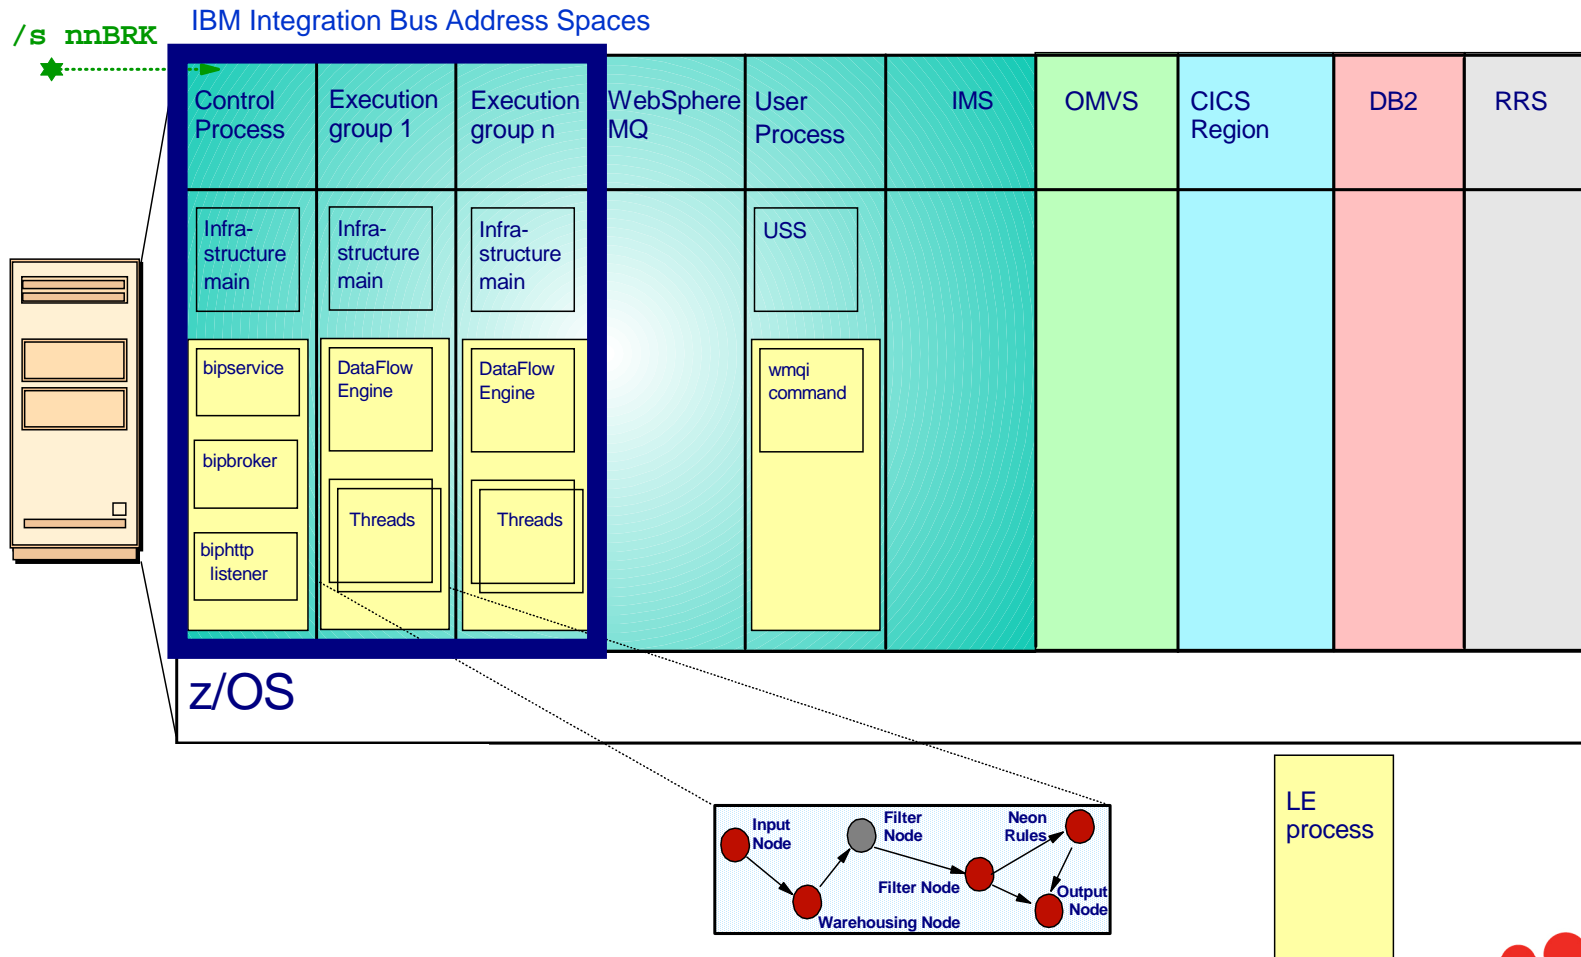 IBM Integration Bus Address Spaces
/s nnBRK
Control
Process
Execution
group 1
Execution
group n
WebSphere
MQ
User
Process
IMS
OMVS
CICS
Region
DB2
RRS
Infra-
structure
main
Infra-
structure
main
Infra-
structure
main
USS
bipservice
DataFlow
Engine
DataFlow
Engine
wmqi
command
bipbroker
Threads
Threads
biphttp
listener
z/OS
Input
Node
Filter
Node
Neon
Rules
Filter Node
Output
Node
Warehousing Node
LE
process